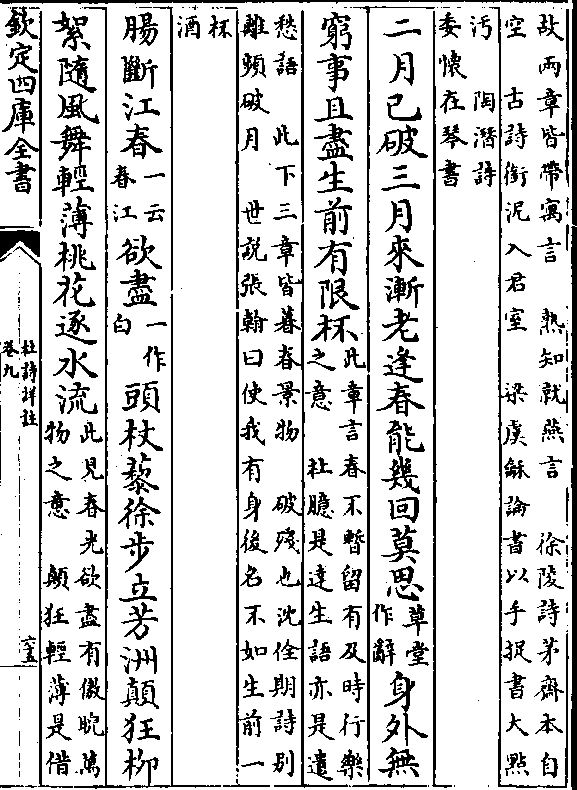 故兩章皆帶寓言　熟知就燕言　徐陵詩茅齋本自
空　古詩銜泥入君室　梁虞龢論書以手捉書大點
汚　陶潛詩
委懷在琴書
二月已破三月來漸老逢春能幾回莫思草堂作辭身外無
窮事且盡生前有限杯此章言春不暫留有及時行樂
之意　杜臆是達生語亦是遣
愁語　此下三章皆暮春景物　破殘也沈佺期詩别
離頻破月　世説張翰曰使我有身後名不如生前一
杯
酒
腸斷江春一云春江欲盡一作白頭杖藜徐步立芳洲顛狂柳
絮隨風舞輕薄桃花逐水流此見春光欲盡有傲睨萬
物之意　顛狂輕薄是借
欽定四庫全書
杜詩詳註
卷九
六五